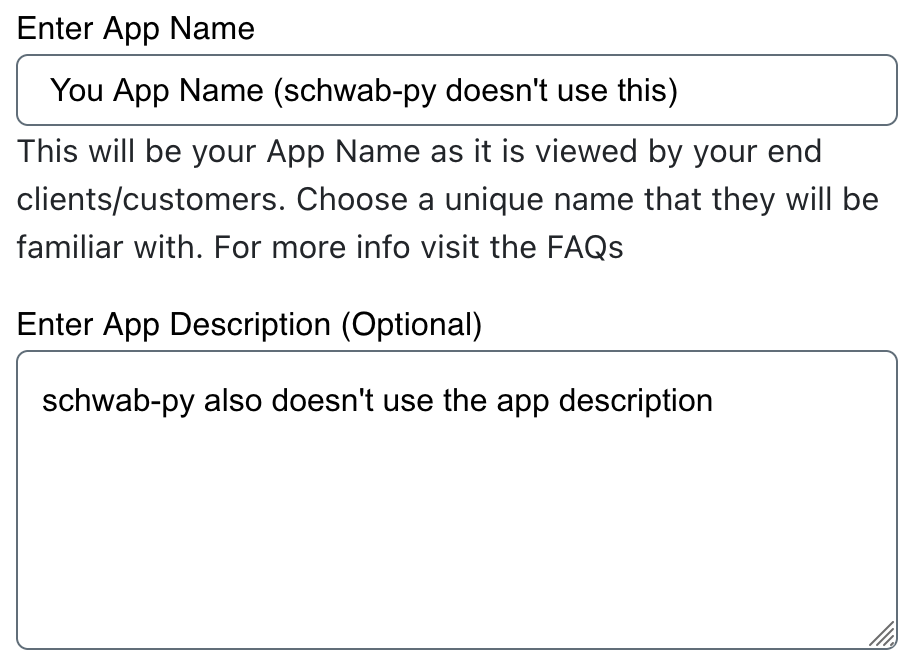 Enter App Name
You App Name (schwab-py doesn't use this)
This will be your App Name as it is viewed by your end
clients/customers. Choose a unique name that they will be
familiar with. For more info visit the FAQs
Enter App Description (Optional)
schwab-py also doesn't use the app description